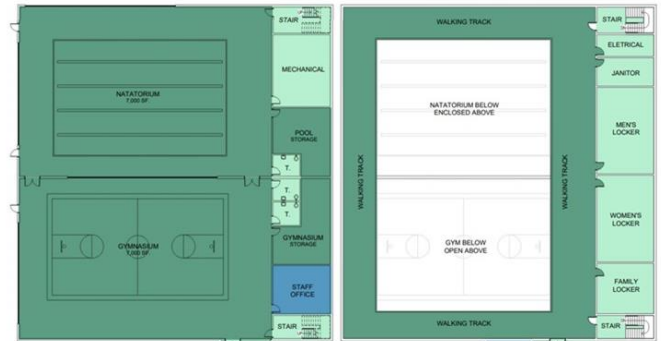 STAIR
MECHANICAL
NATATORIUM
7,000 SF.
POOL
STORAGE
T.
T.
T.
GYMNASIUM
7,000 SF.
GYMNASIUM
STORAGE
STAFF
OFFICE
STAIR
WALKING TRACK
STAIR
ELETRICAL
JANITOR
NATATORIUM BELOW
ENCLOSED ABOVE
MEN'S
LOCKER
WALKING TRACK
WALKING TRACK
WOMEN'S
LOCKER
GYM BELOW
OPEN ABOVE
FAMILY
LOCKER
WALKING TRACK
STAIR